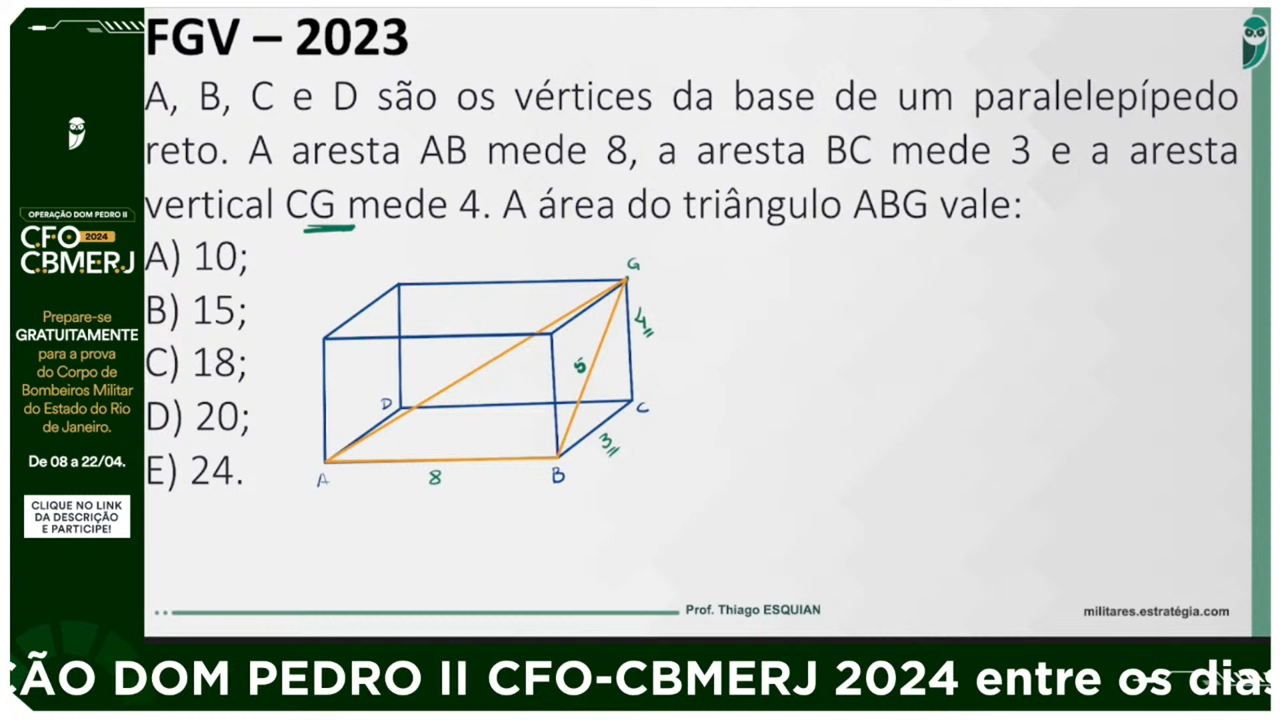 FGV – 2023
A, B, C e D são os vértices da base de um paralelepípedo
reto. A aresta AB mede 8, a aresta BC mede 3 e a aresta
vertical CG mede 4. A área do triângulo ABG vale:
A) 10;
B) 15;
C) 18;
D) 20;
E) 24.
G
4
5
D
C
3
A
8
B
OPERAÇÃO DOM PEDRO II
CFO 2024
CBMERJ
Prepare-se
GRATUITAMENTE
para a prova
do Corpo de
Bombeiros Militar
do Estado do Rio
de Janeiro.
De 08 a 22/04.
CLIQUE NO LINK
DA DESCRIÇÃO
E PARTICIPE!
Prof. Thiago ESQUIAN
militares.estratégia.com
ÇÃO DOM PEDRO II CFO-CBMERJ 2024 entre os dias